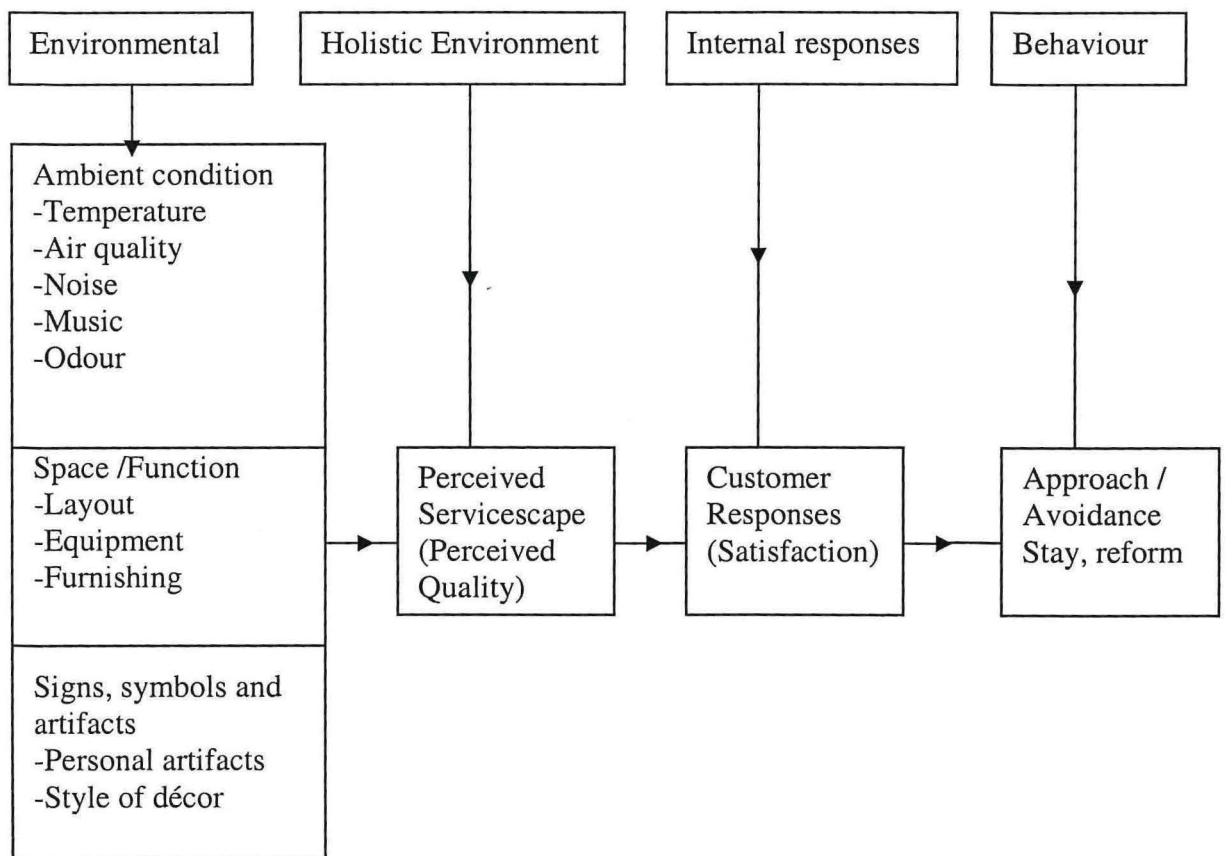 Environmental
Holistic Environment
Internal responses
Behaviour
Ambient condition
-Temperature
-Air quality
-Noise
-Music
-Odour
Space /Function
-Layout
-Equipment
-Furnishing
Signs, symbols and
artifacts
-Personal artifacts
-Style of décor
Perceived
Servicescape
(Perceived
Quality)
Customer
Responses
(Satisfaction)
Approach /
Avoidance
Stay, reform